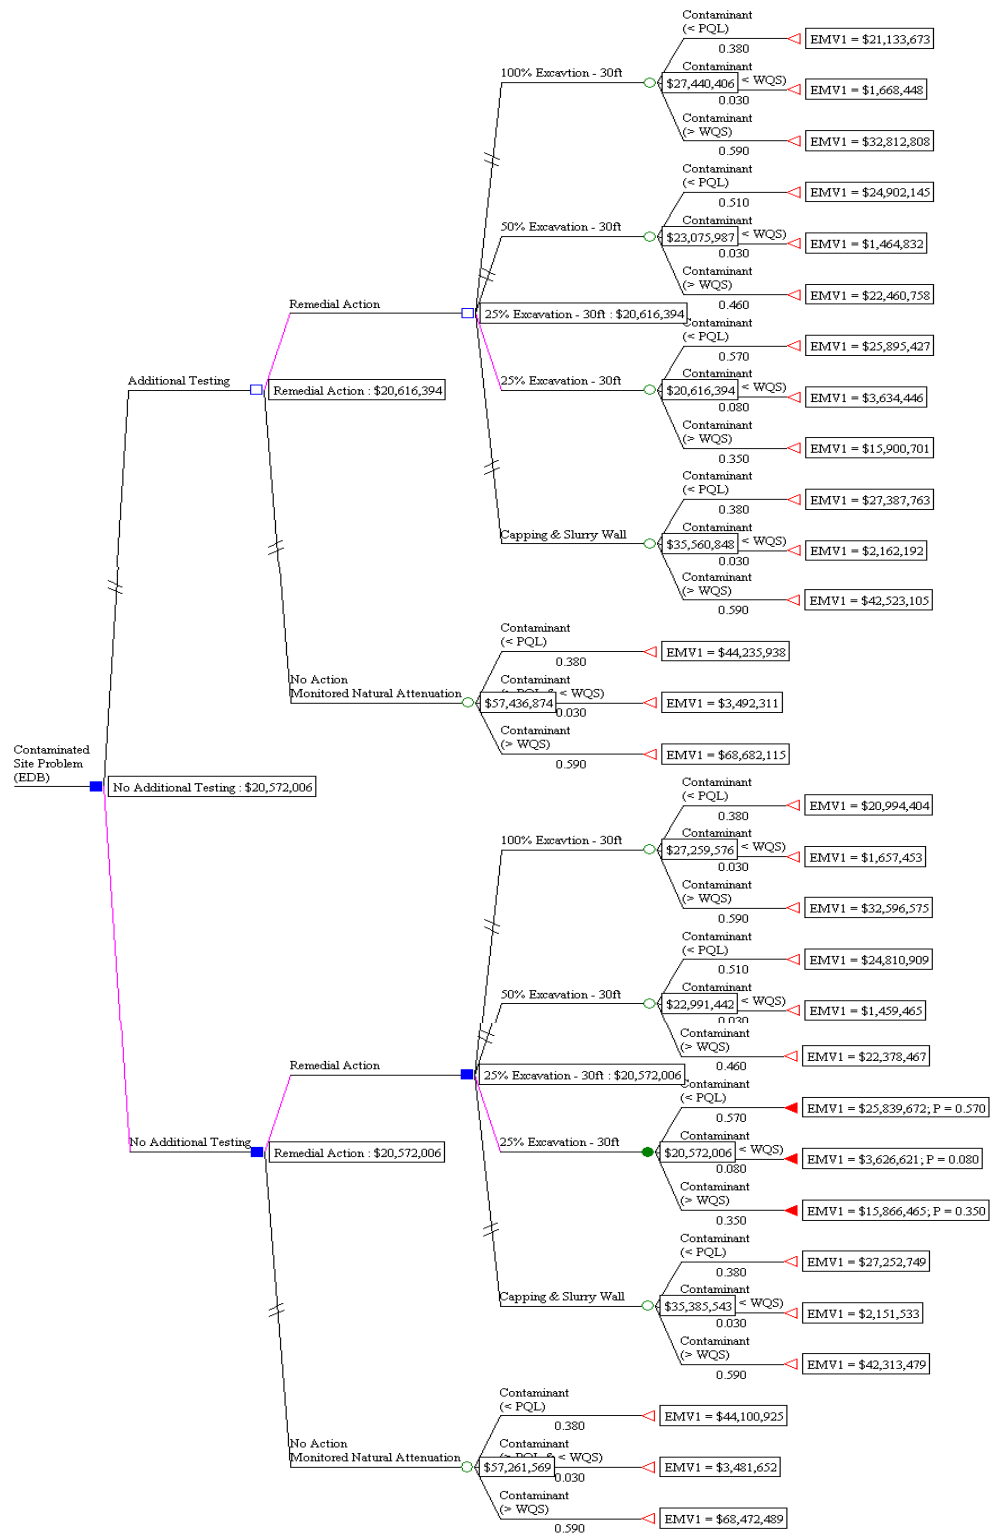 Contaminant
(< PQL)
0.380
EMV1 = $21,133,673
100% Excavtion - 30ft
$27,440,406
Contaminant
< WQS)
0.030
EMV1 = $1,668,448
Contaminant
(> WQS)
0.590
EMV1 = $32,812,808
Contaminant
(< PQL)
0.510
EMV1 = $24,902,145
50% Excavation - 30ft
$23,075,987
Contaminant
< WQS)
0.030
EMV1 = $1,464,832
Contaminant
(> WQS)
0.460
EMV1 = $22,460,758
Remedial Action
25% Excavation - 30ft : $20,616,394
Contaminant
(< PQL)
0.570
EMV1 = $25,895,427
Additional Testing
Remedial Action : $20,616,394
25% Excavation - 30ft
$20,616,394
Contaminant
< WQS)
0.080
EMV1 = $3,634,446
Contaminant
(> WQS)
0.350
EMV1 = $15,900,701
Contaminant
(< PQL)
0.380
EMV1 = $27,387,763
Capping & Slurry Wall
$35,560,848
Contaminant
< WQS)
0.030
EMV1 = $2,162,192
Contaminant
(> WQS)
0.590
EMV1 = $42,523,105
Contaminant
(< PQL)
0.380
EMV1 = $44,235,938
No Action
Monitored Natural Attenuation
$57,436,874
Contaminant
(> PQL & < WQS)
0.030
EMV1 = $3,492,311
Contaminant
(> WQS)
0.590
EMV1 = $68,682,115
Contaminated
Site Problem
(EDB)
No Additional Testing : $20,572,006
Contaminant
(< PQL)
0.380
EMV1 = $20,994,404
100% Excavtion - 30ft
$27,259,576
Contaminant
< WQS)
0.030
EMV1 = $1,657,453
Contaminant
(> WQS)
0.590
EMV1 = $32,596,575
Contaminant
(< PQL)
0.510
EMV1 = $24,810,909
50% Excavation - 30ft
$22,991,442
Contaminant
< WQS)
0.030
EMV1 = $1,459,465
Contaminant
(> WQS)
0.460
EMV1 = $22,378,467
Remedial Action
25% Excavation - 30ft : $20,572,006
Contaminant
(< PQL)
0.570
EMV1 = $25,839,672; P = 0.570
No Additional Testing
Remedial Action : $20,572,006
25% Excavation - 30ft
$20,572,006
Contaminant
< WQS)
0.080
EMV1 = $3,626,621; P = 0.080
Contaminant
(> WQS)
0.350
EMV1 = $15,866,465; P = 0.350
Contaminant
(< PQL)
0.380
EMV1 = $27,252,749
Capping & Slurry Wall
$35,385,543
Contaminant
< WQS)
0.030
EMV1 = $2,151,533
Contaminant
(> WQS)
0.590
EMV1 = $42,313,479
Contaminant
(< PQL)
0.380
EMV1 = $44,100,925
No Action
Monitored Natural Attenuation
$57,261,569
Contaminant
(> PQL & < WQS)
0.030
EMV1 = $3,481,652
Contaminant
(> WQS)
0.590
EMV1 = $68,472,489